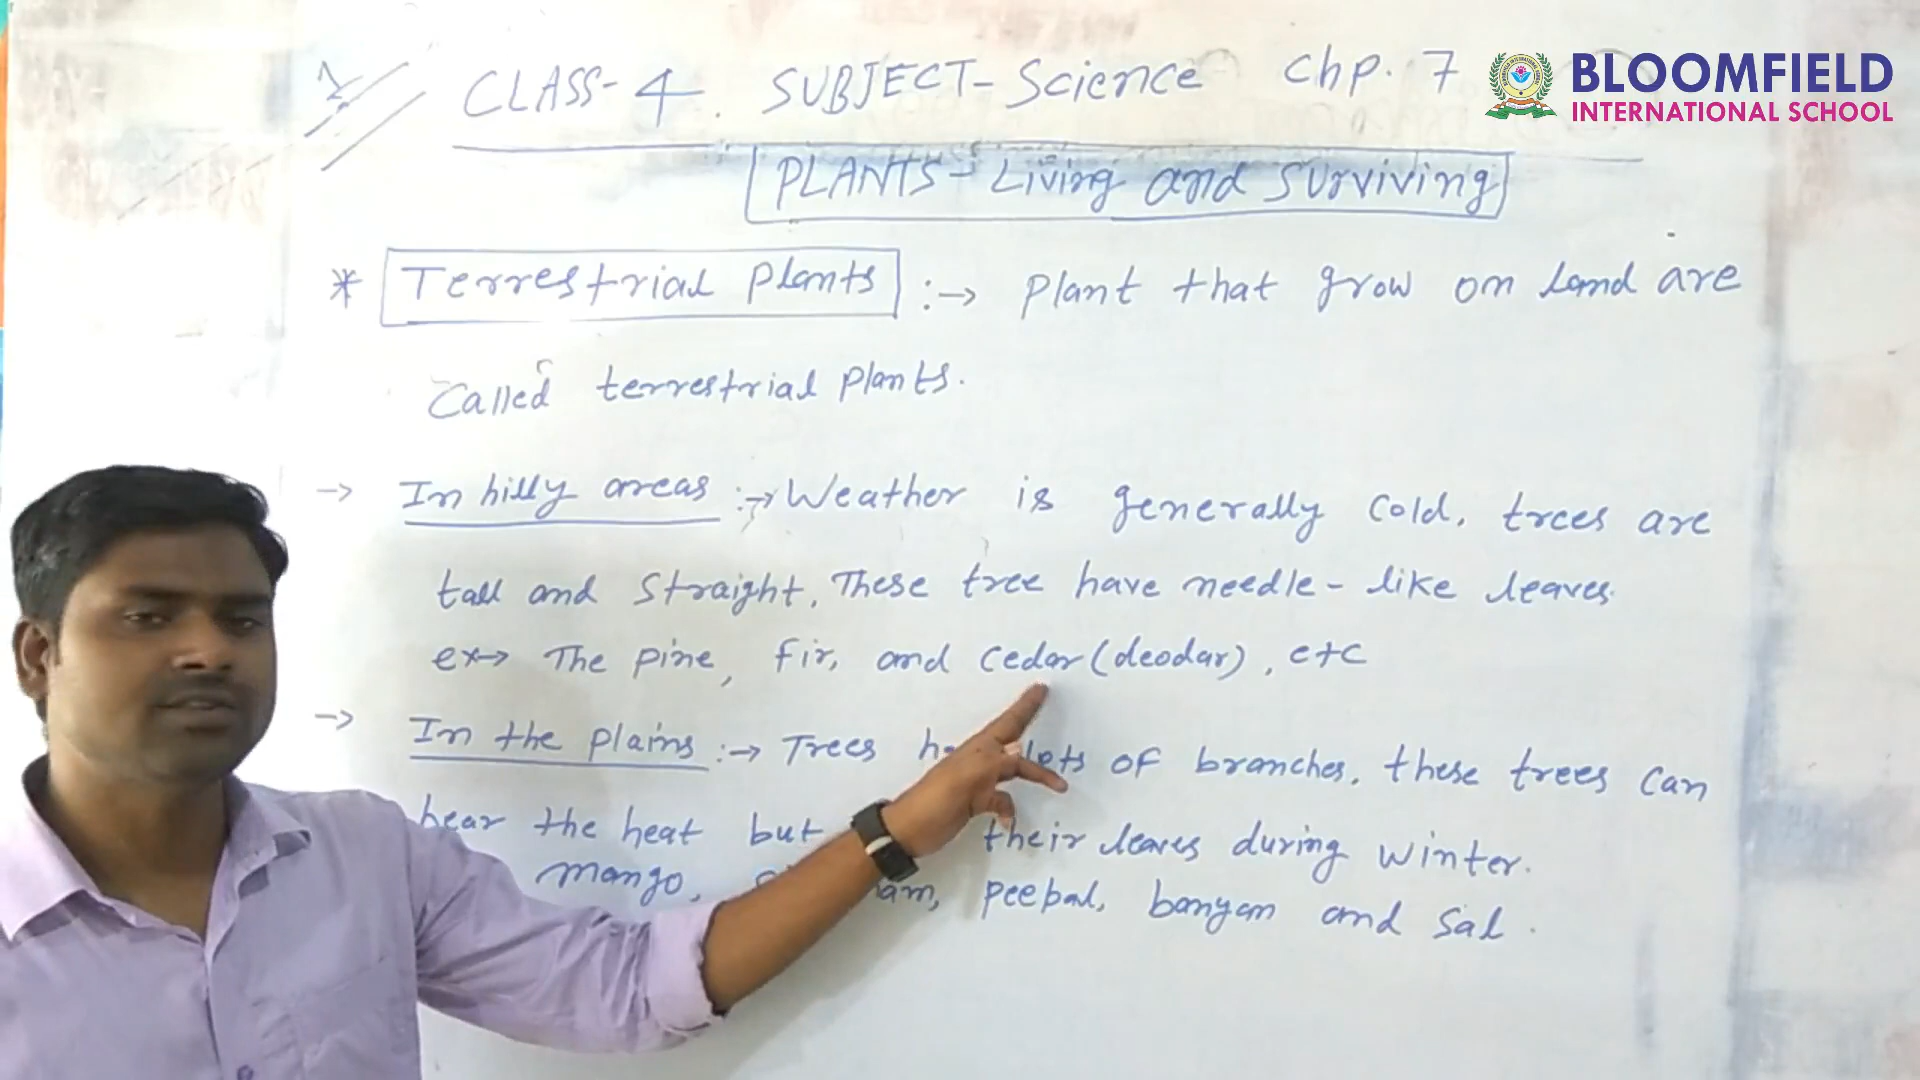 CLASS-4. SUBJECT-Science Chp. 7
BLOOMFIELD
INTERNATIONAL SCHOOL
PLANTS- Living and Surviving
* Terrestrial Plants :→ Plant that grow on land are
called terrestrial plants.
→ In hilly areas :→ Weather is generally cold, trees are
tall and straight. These tree have needle-like leaves.
ex→ The pine, fir, and cedar (deodar), etc
→ In the plains :→ Trees lots of branches. these trees can
bear the heat but their leaves during winter.
mango, peepal, banyan and sal.